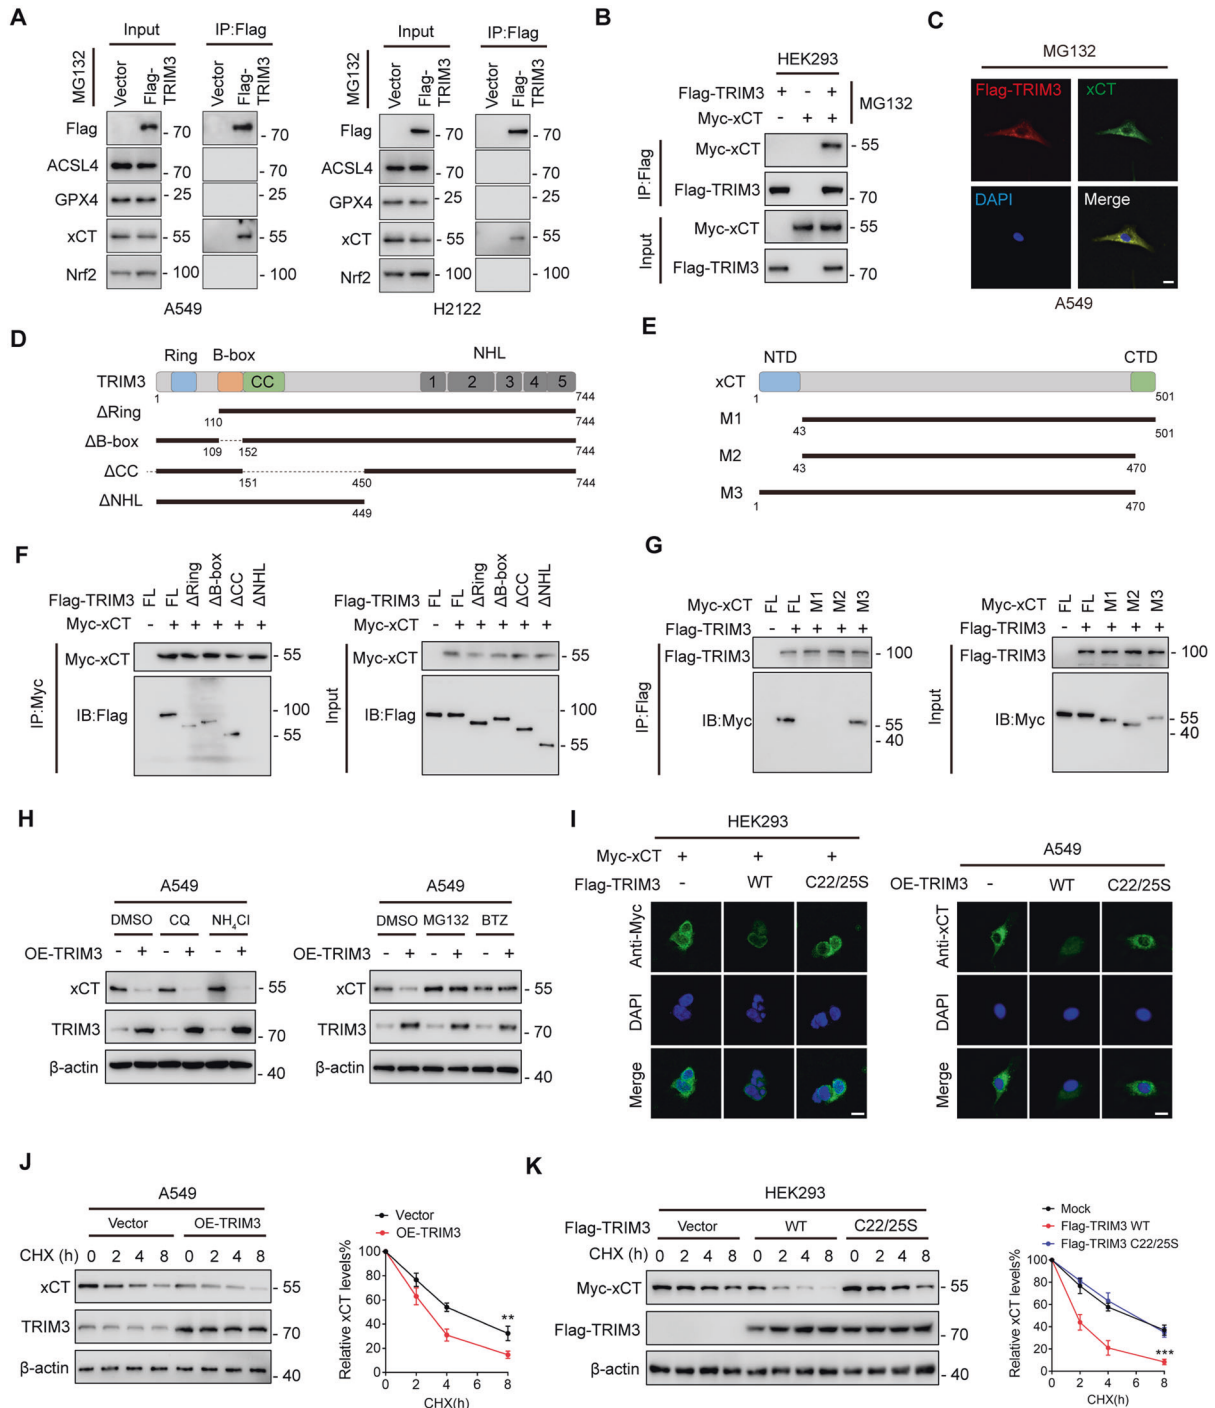 A
Input
IP:Flag
MG132
Vector
Flag-TRIM3
Vector
Flag-TRIM3
Flag
- 70
- 70
ACSL4
- 70
- 70
GPX4
- 25
- 25
xCT
- 55
- 55
Nrf2
- 100
- 100
A549
Input
IP:Flag
MG132
Vector
Flag-TRIM3
Vector
Flag-TRIM3
Flag
- 70
- 70
ACSL4
- 70
- 70
GPX4
- 25
- 25
xCT
- 55
- 55
Nrf2
- 100
- 100
H2122
B
HEK293
Flag-TRIM3 + - +
Myc-xCT - + +
MG132
IP:Flag
Myc-xCT - 55
Flag-TRIM3 - 70
Input
Myc-xCT - 55
Flag-TRIM3 - 70
C
MG132
Flag-TRIM3
xCT
DAPI
Merge
A549
D
Ring B-box NHL
TRIM3 CC 1 2 3 4 5
1 744
ΔRing
110 744
ΔB-box
109 152 744
ΔCC
151 450 744
ΔNHL
449
E
NTD CTD
xCT
1 501
M1
43 501
M2
43 470
M3
1 470
F
Flag-TRIM3 FL FL ΔRing ΔB-box ΔCC ΔNHL
Myc-xCT - + + + + +
IP:Myc
Myc-xCT - 55
IB:Flag
100
55
Flag-TRIM3 FL FL ΔRing ΔB-box ΔCC ΔNHL
Myc-xCT - + + + + +
Input
Myc-xCT - 55
IB:Flag
100
- 55
G
Myc-xCT FL FL M1 M2 M3
Flag-TRIM3 - + + + +
IP:Flag
Flag-TRIM3 - 100
IB:Myc
- 55
- 40
Myc-xCT FL FL M1 M2 M3
Flag-TRIM3 - + + + +
Input
Flag-TRIM3 - 100
IB:Myc
- 55
- 40
H
A549
DMSO CQ NH4Cl
OE-TRIM3 - + - + - +
xCT - 55
TRIM3 - 70
β-actin - 40
A549
DMSO MG132 BTZ
OE-TRIM3 - + - + - +
xCT - 55
TRIM3 - 70
β-actin - 40
I
HEK293
Myc-xCT + + +
Flag-TRIM3 - WT C22/25S
Anti-Myc
DAPI
Merge
A549
OE-TRIM3 - WT C22/25S
Anti-xCT
DAPI
Merge
J
A549
Vector OE-TRIM3
CHX (h) 0 2 4 8 0 2 4 8
xCT - 55
TRIM3 - 70
β-actin - 40
Vector
OE-TRIM3
Relative xCT levels%
100
80
60
40
20
0
**
0 2 4 6 8
CHX(h)
K
HEK293
Flag-TRIM3 Vector WT C22/25S
CHX (h) 0 2 4 8 0 2 4 8 0 2 4 8
Myc-xCT - 55
Flag-TRIM3 - 70
β-actin - 40
Mock
Flag-TRIM3 WT
Flag-TRIM3 C22/25S
Relative xCT levels%
100
80
60
40
20
0
***
0 2 4 6 8
CHX(h)